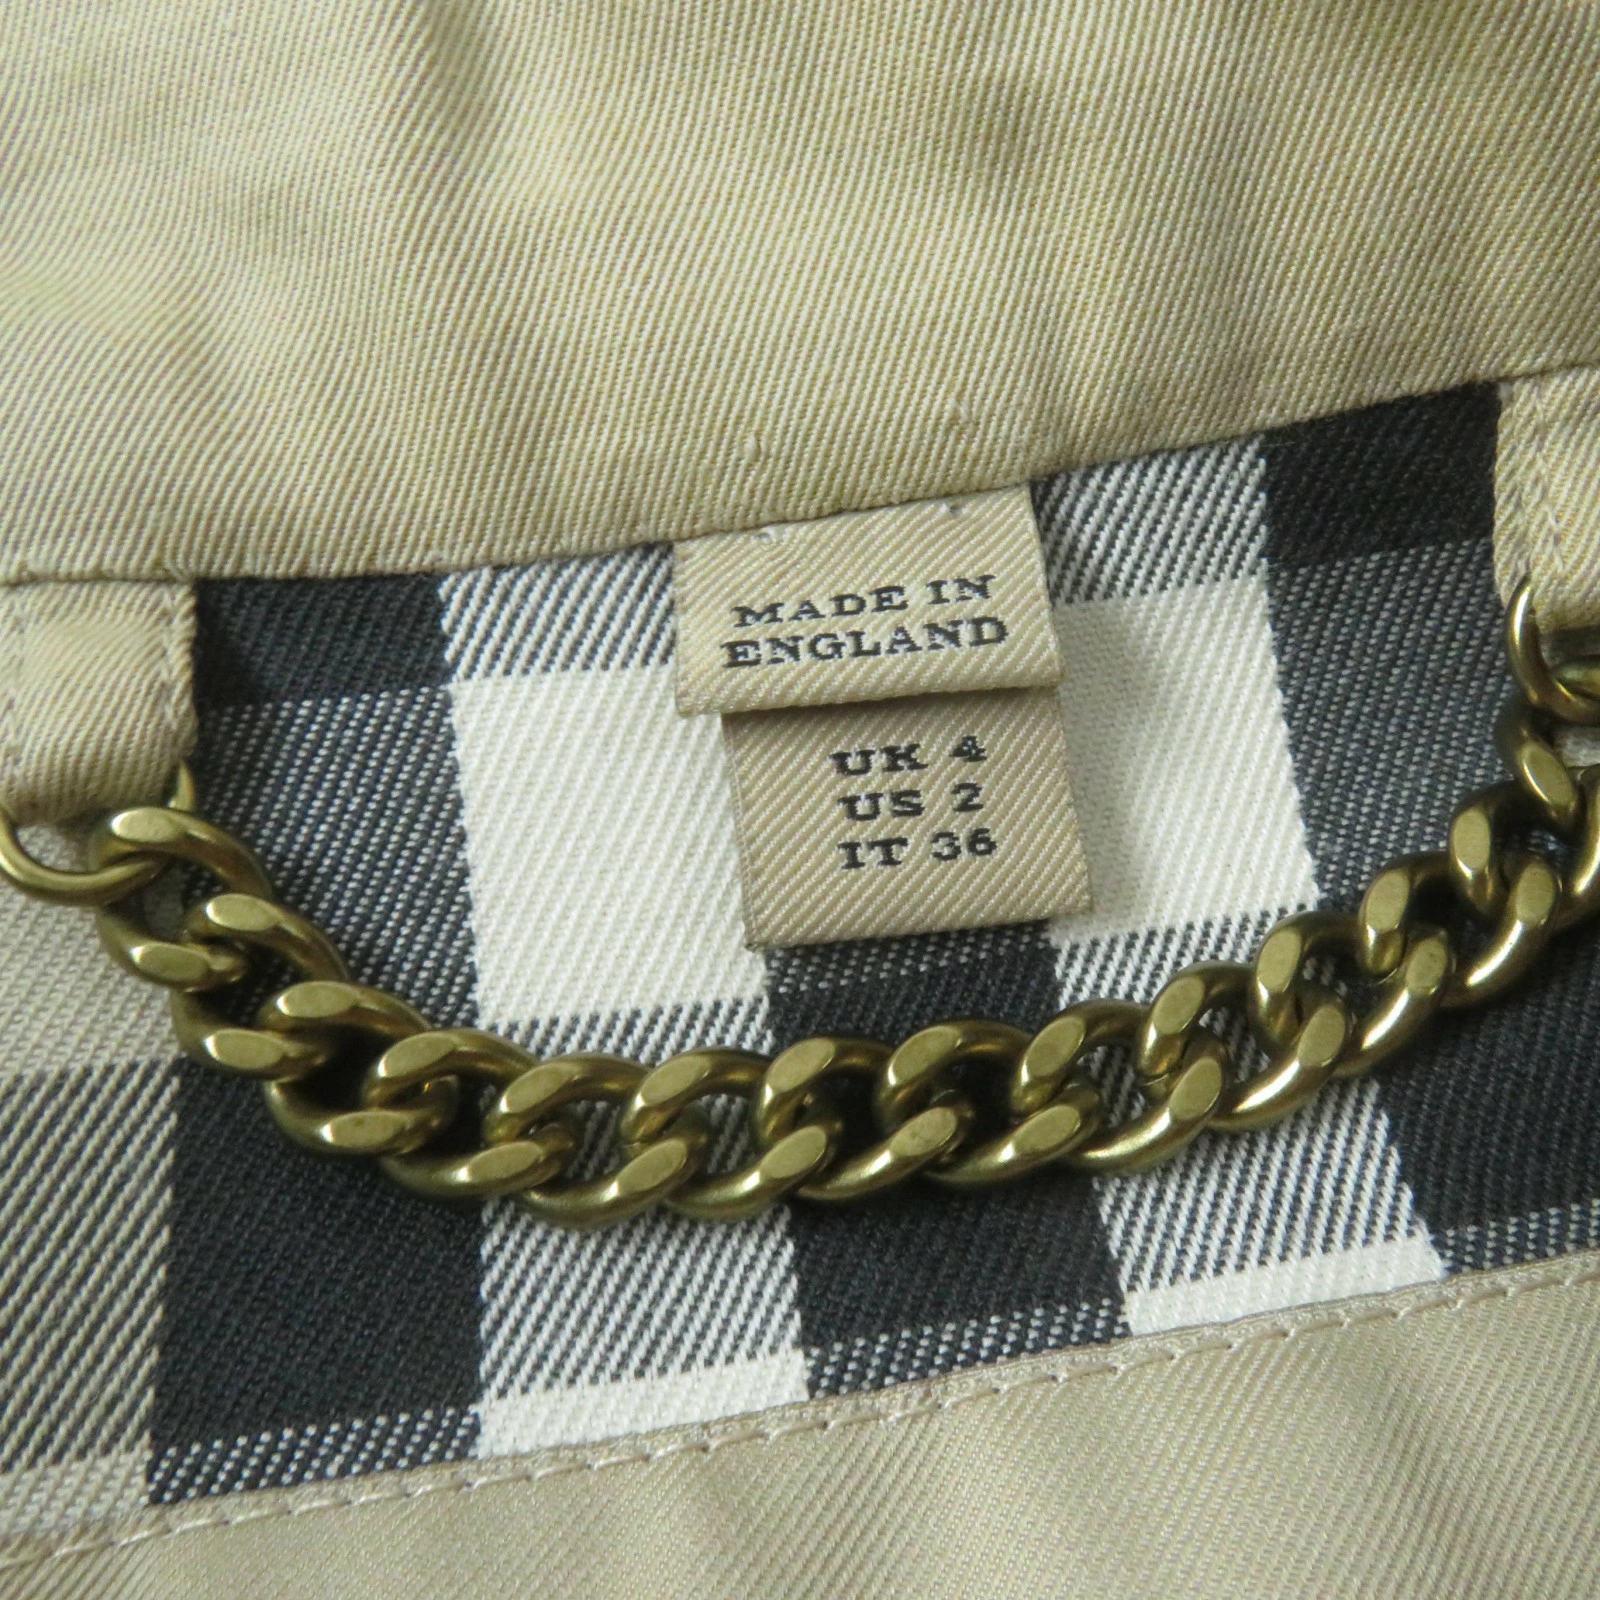 MADE IN
ENGLAND
UK 4
US 2
IT 36